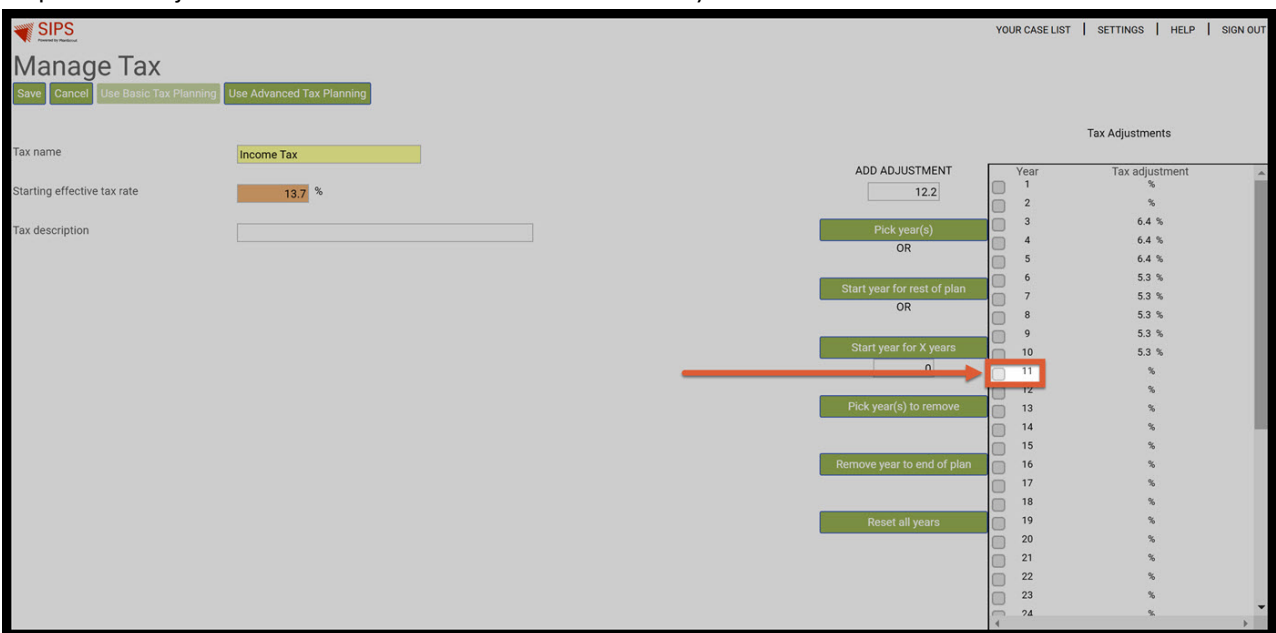 SIPS
YOUR CASE LIST | SETTINGS | HELP | SIGN OUT
Manage Tax
Save Cancel Use Basic Tax Planning Use Advanced Tax Planning
Tax Adjustments
Tax name Income Tax
ADD ADJUSTMENT
Year Tax adjustment
Starting effective tax rate 13.7 %
12.2
1 %
2 %
Tax description
Pick year(s)
3 6.4 %
OR
4 6.4 %
5 6.4 %
6 5.3 %
Start year for rest of plan
7 5.3 %
OR
8 5.3 %
9 5.3 %
Start year for X years
10 5.3 %
0
11 %
12 %
Pick year(s) to remove
13 %
14 %
15 %
Remove year to end of plan
16 %
17 %
18 %
Reset all years
19 %
20 %
21 %
22 %
23 %
24 %